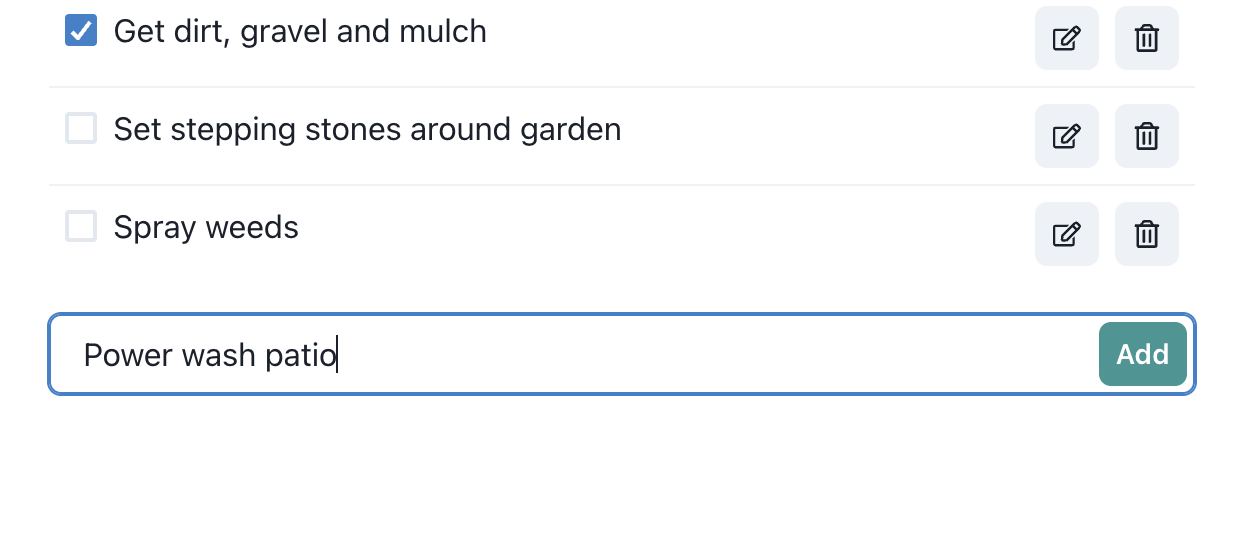 Get dirt, gravel and mulch
Set stepping stones around garden
Spray weeds
Power wash patio
Add